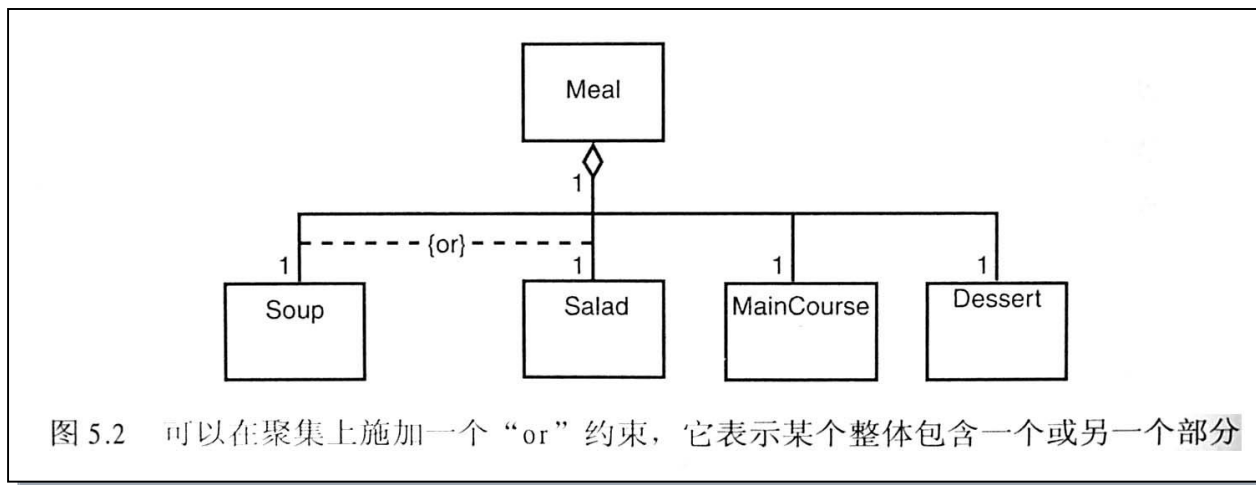 Meal
1
{or}
1
1
1
1
Soup
Salad
MainCourse
Dessert
图 5.2 可以在聚集上施加一个“or”约束，它表示某个整体包含一个或另一个部分